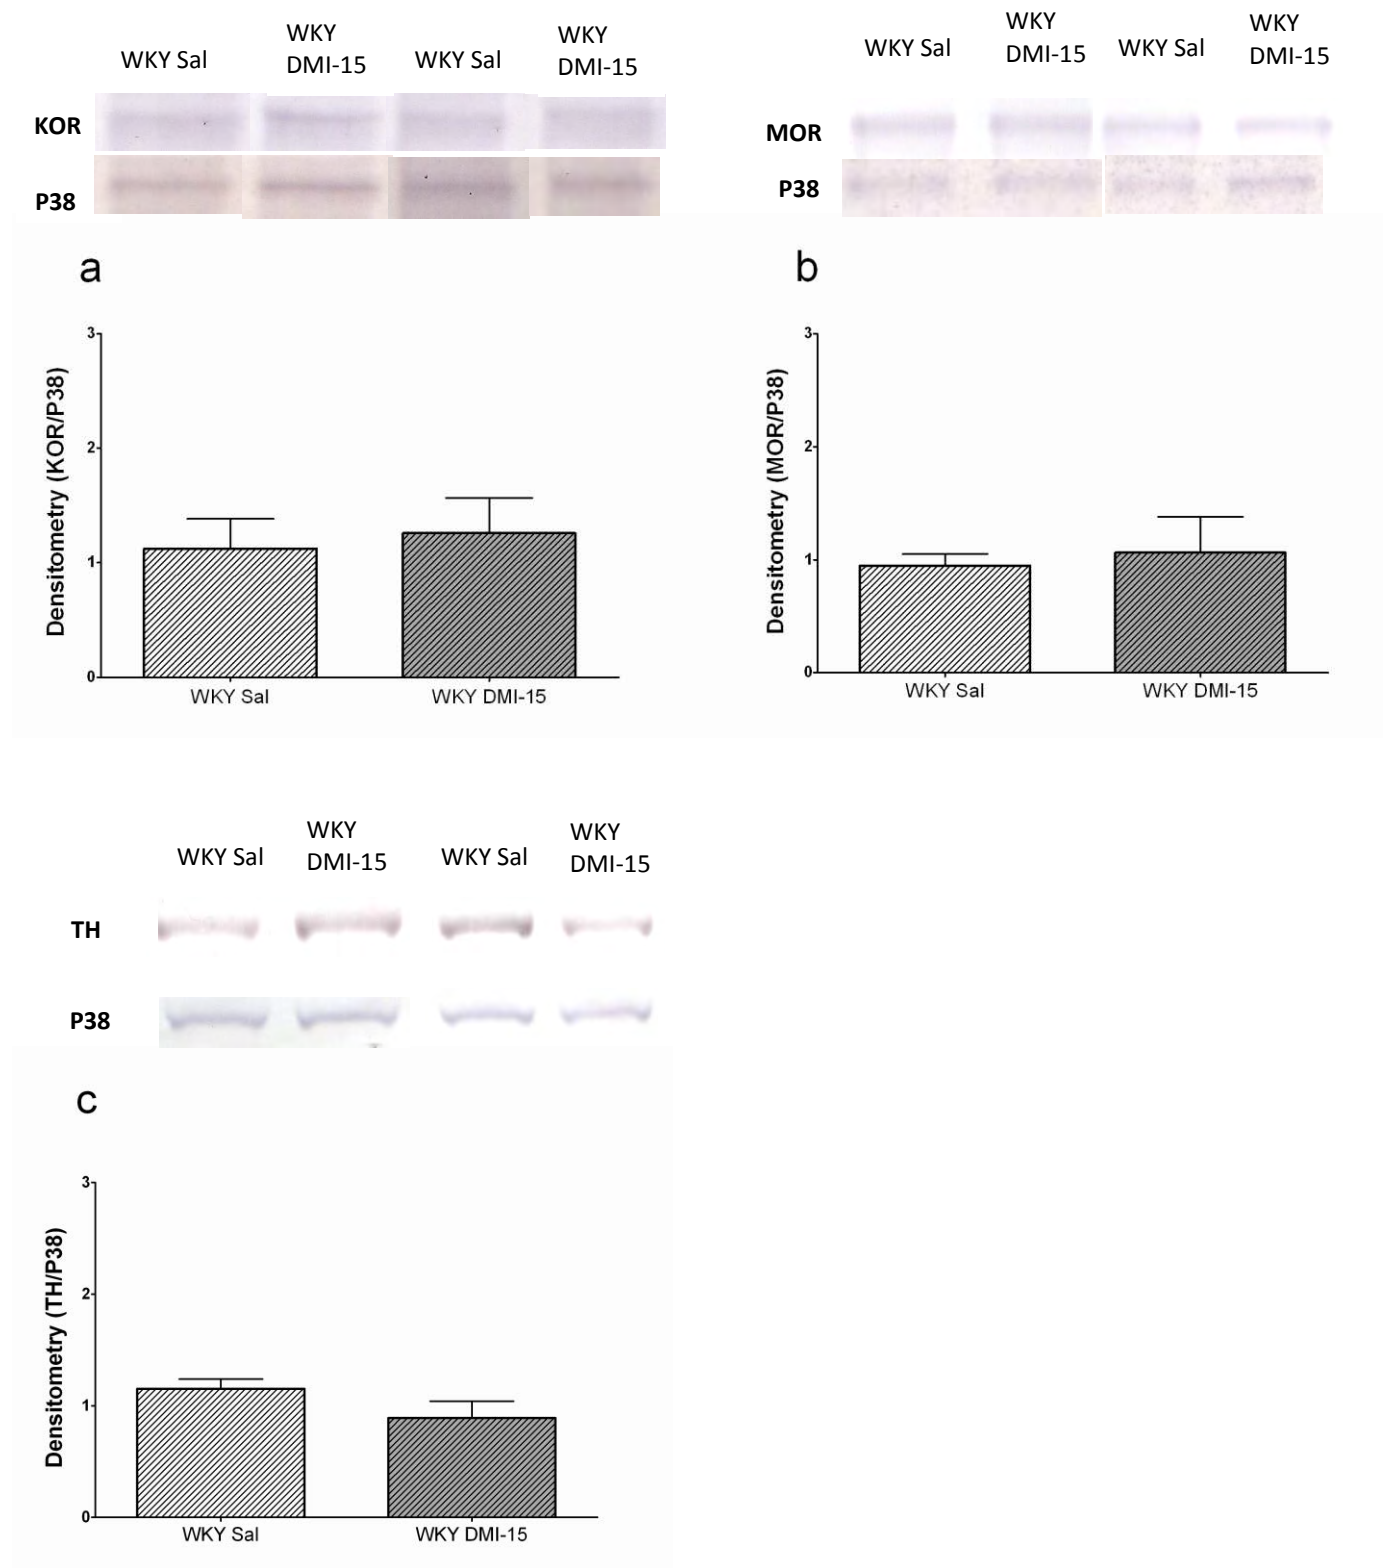 WKY Sal
WKY
DMI-15
WKY Sal
WKY
DMI-15
KOR
P38
WKY Sal
WKY
DMI-15
WKY Sal
WKY
DMI-15
MOR
P38
a
3
2
1
0
Densitometry (KOR/P38)
WKY Sal
WKY DMI-15
b
3
2
1
0
Densitometry (MOR/P38)
WKY Sal
WKY DMI-15
WKY Sal
WKY
DMI-15
WKY Sal
WKY
DMI-15
TH
P38
c
3
2
1
0
Densitometry (TH/P38)
WKY Sal
WKY DMI-15